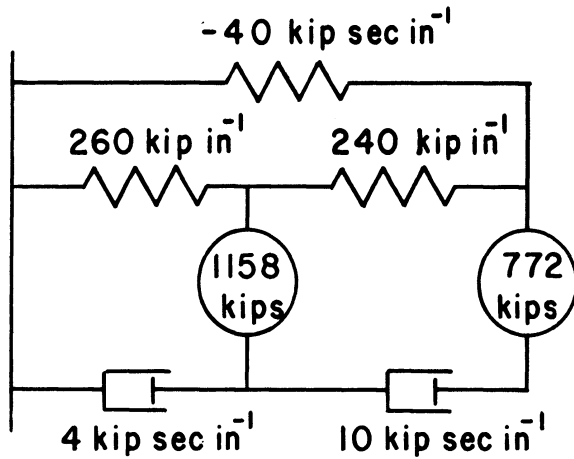 -40 kip sec in⁻¹
260 kip in⁻¹ 240 kip in⁻¹
1158 kips
772 kips
4 kip sec in⁻¹ 10 kip sec in⁻¹